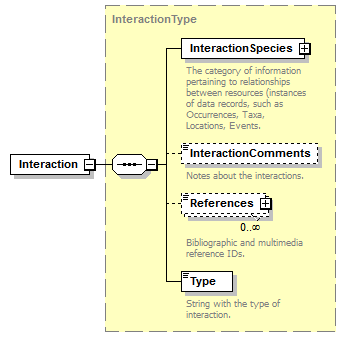 InteractionType
InteractionSpecies
The category of information
pertaining to relationships
between resources (instances
of data records, such as
Occurrences, Taxa,
Locations, Events.
Interaction
InteractionComments
Notes about the interactions.
References
0..∞
Bibliographic and multimedia
reference IDs.
Type
String with the type of
interaction.